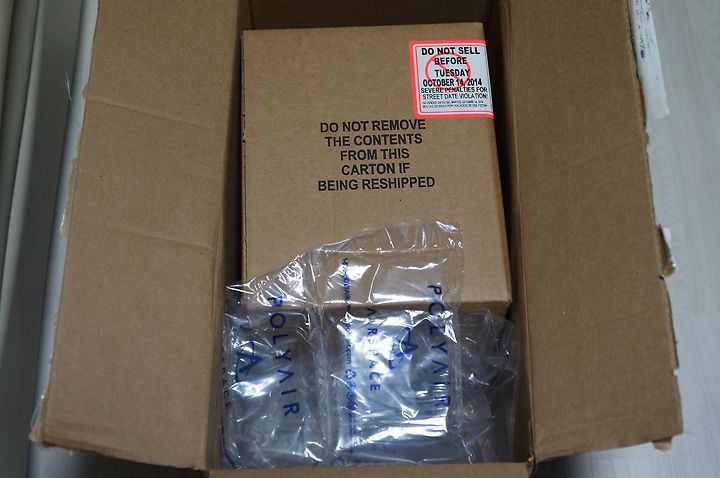 DO NOT SELL
BEFORE
TUESDAY
OCTOBER 14, 2014
SEVERE PENALTIES FOR
STREET DATE VIOLATION!
DO NOT REMOVE
THE CONTENTS
FROM THIS
CARTON IF
BEING RESHIPPED
POLYAIR
AIRSPACE
POLYAIR